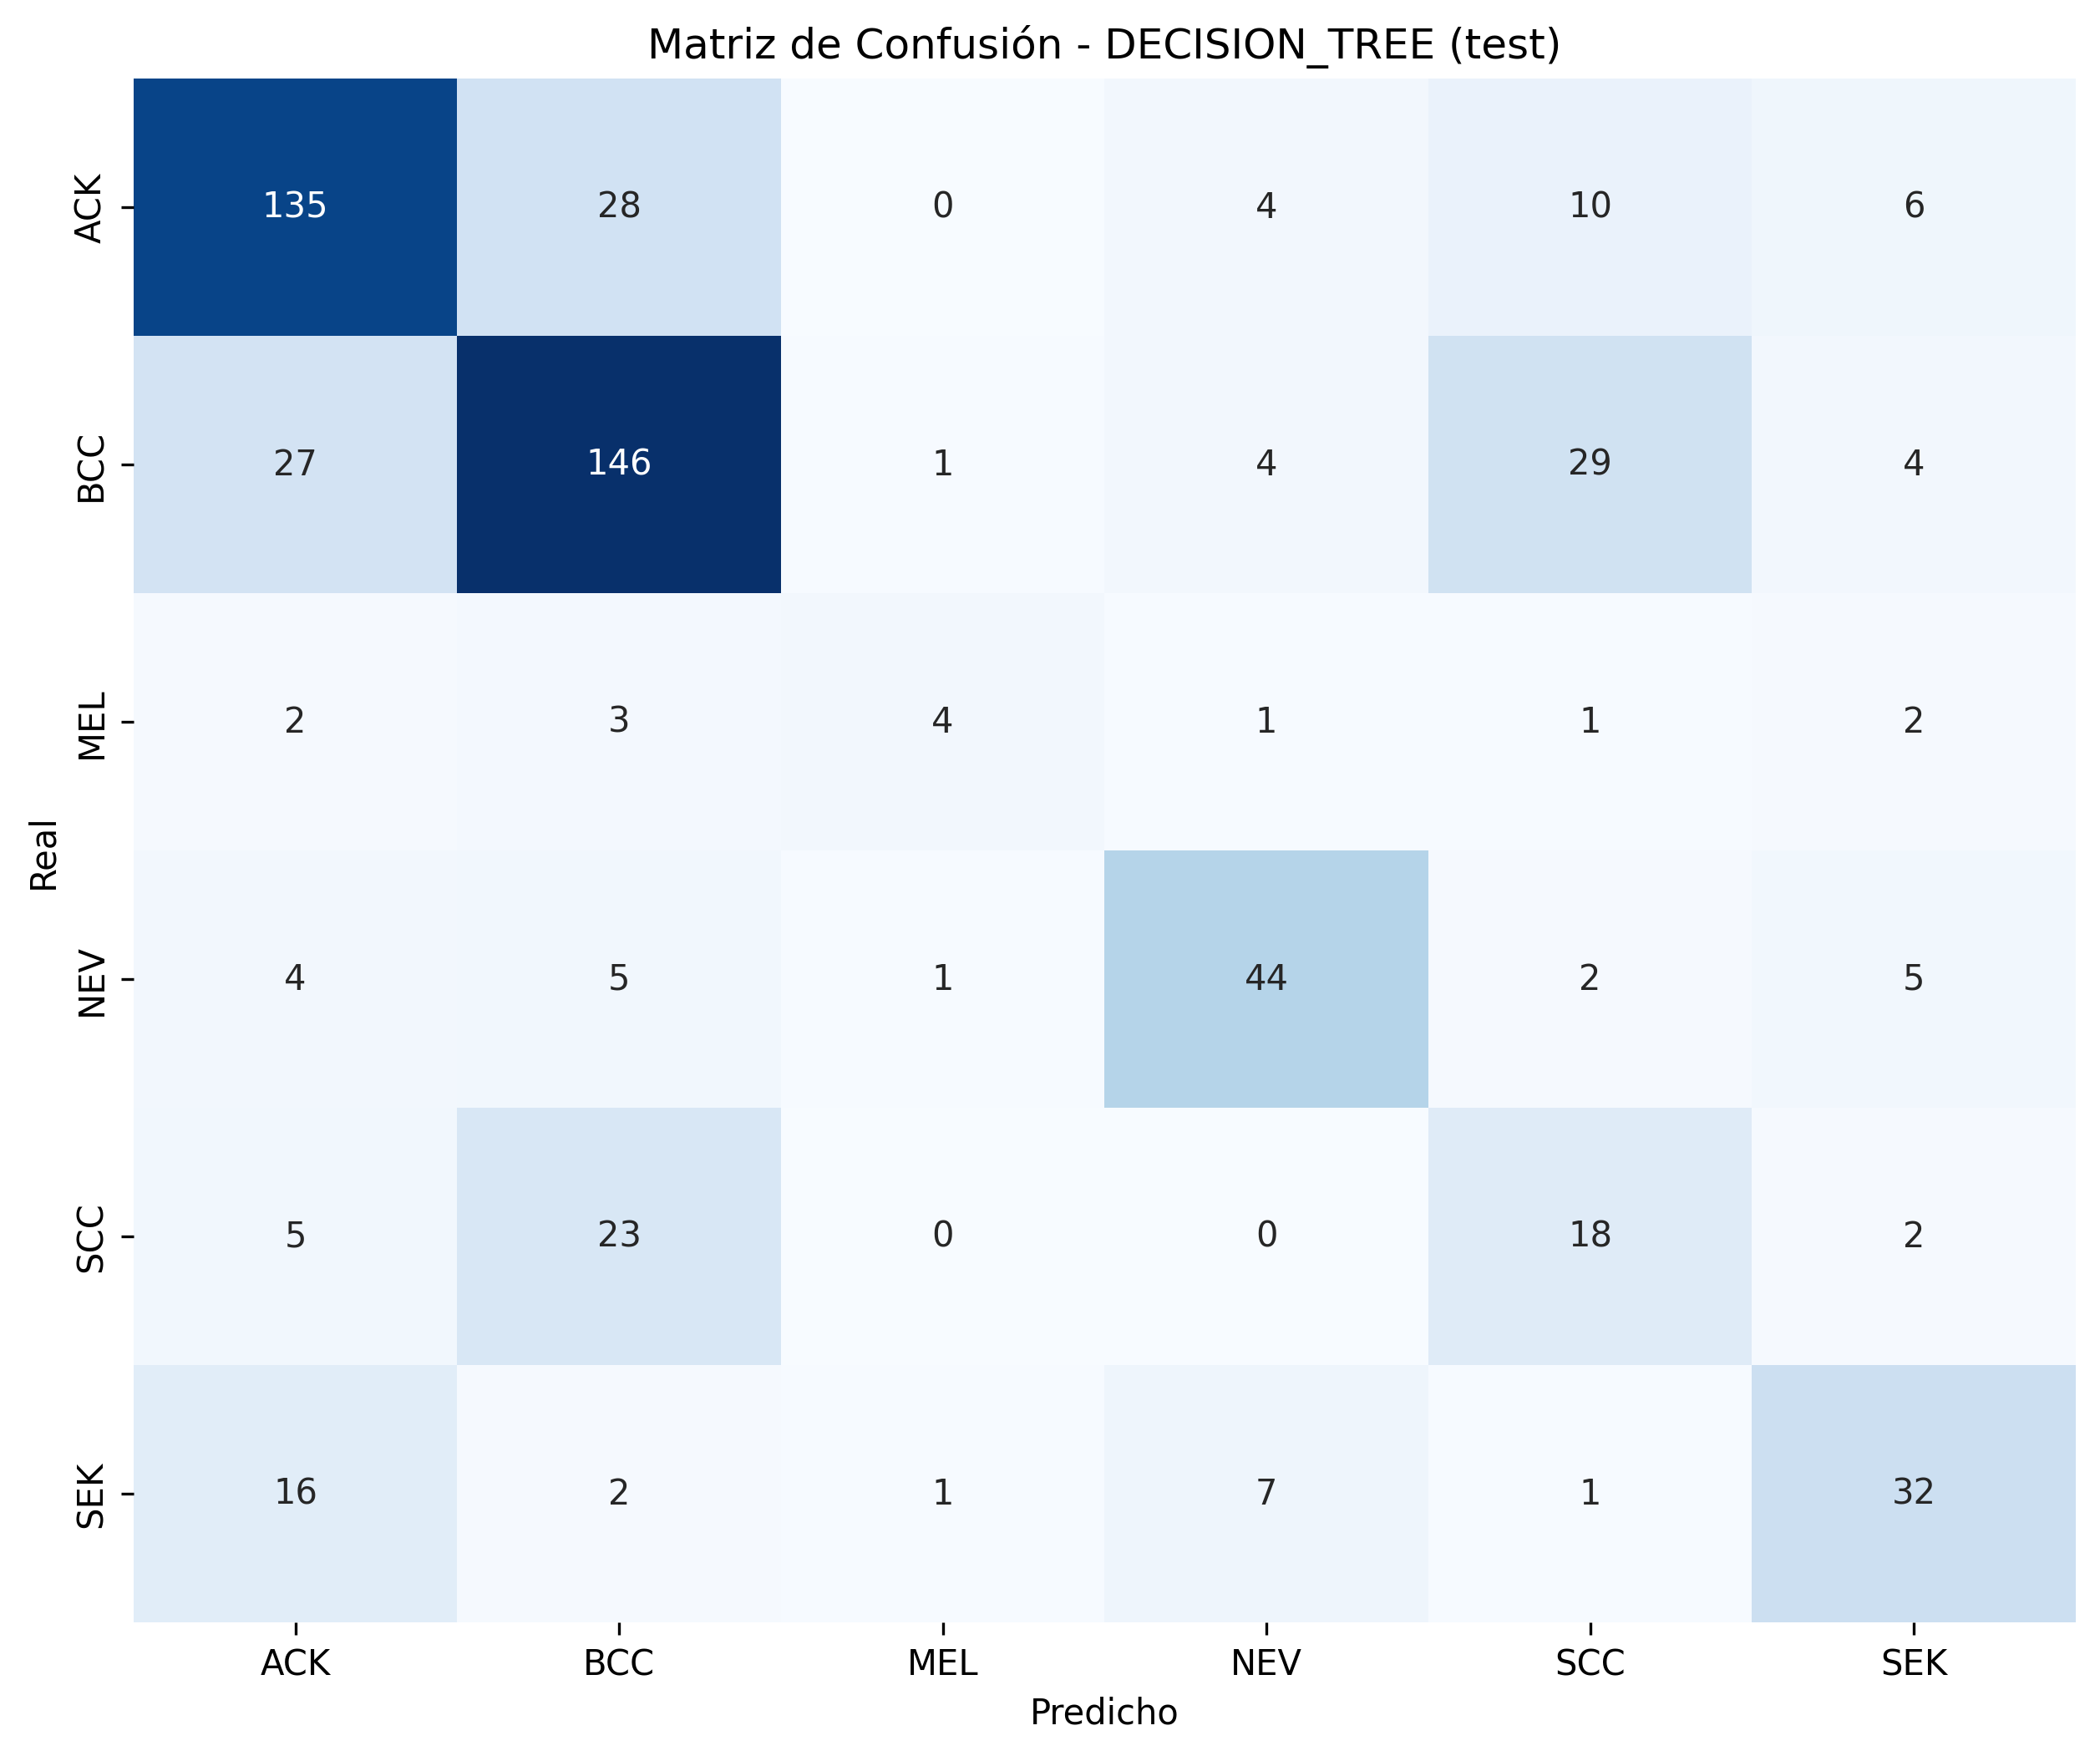 Matriz de Confusión - DECISION_TREE (test)
ACK 135 28 0 4 10 6
BCC 27 146 1 4 29 4
MEL 2 3 4 1 1 2
Real
NEV 4 5 1 44 2 5
SCC 5 23 0 0 18 2
SEK 16 2 1 7 1 32
ACK BCC MEL NEV SCC SEK
Predicho